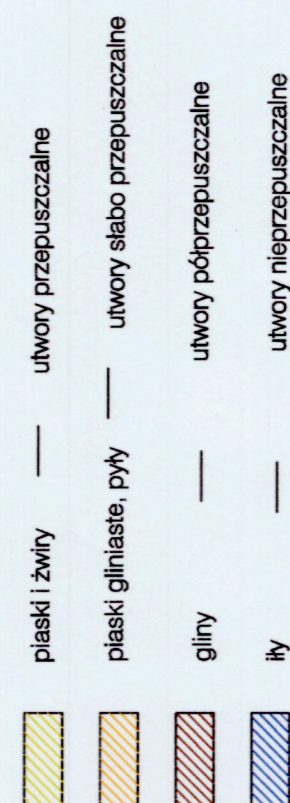 piaski i żwiry — utwory przepuszczalne
piaski gliniaste, pyły — utwory słabo przepuszczalne
gliny — utwory półprzepuszczalne
iły — utwory nieprzepuszczalne